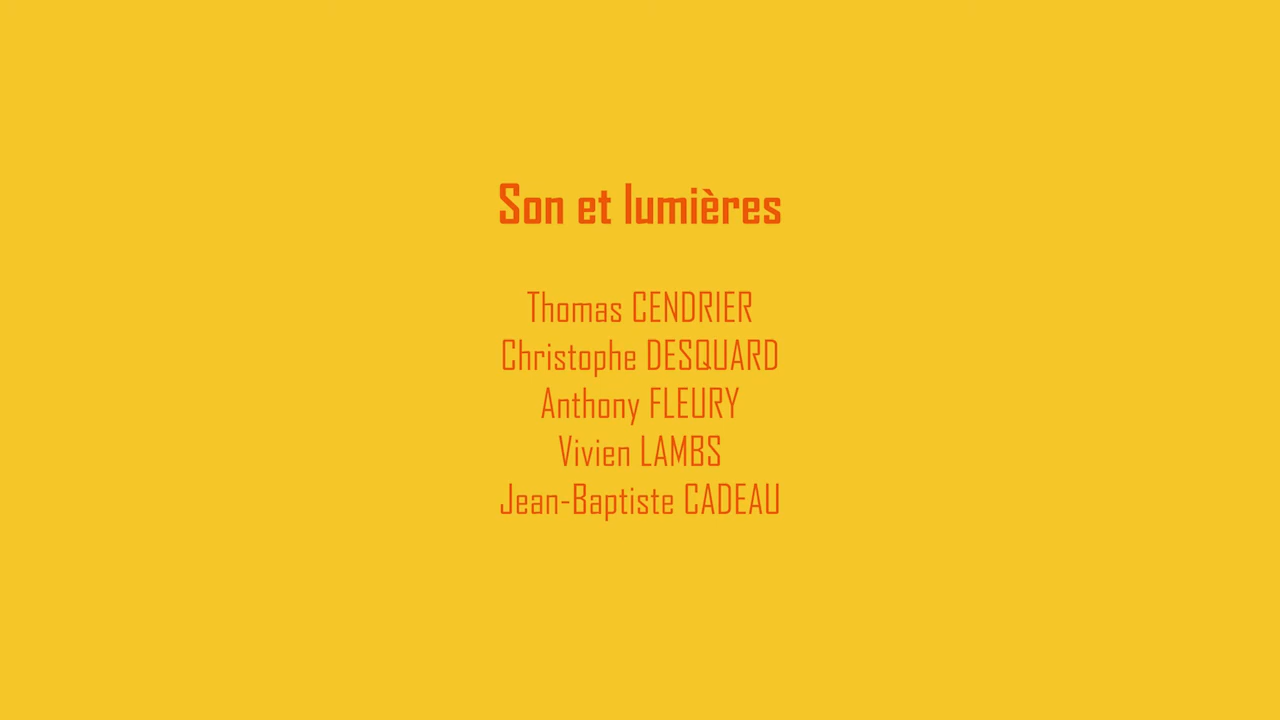 Son et lumières
Thomas CENDRIER
Christophe DESQUARD
Anthony FLEURY
Vivien LAMBS
Jean-Baptiste CADEAU